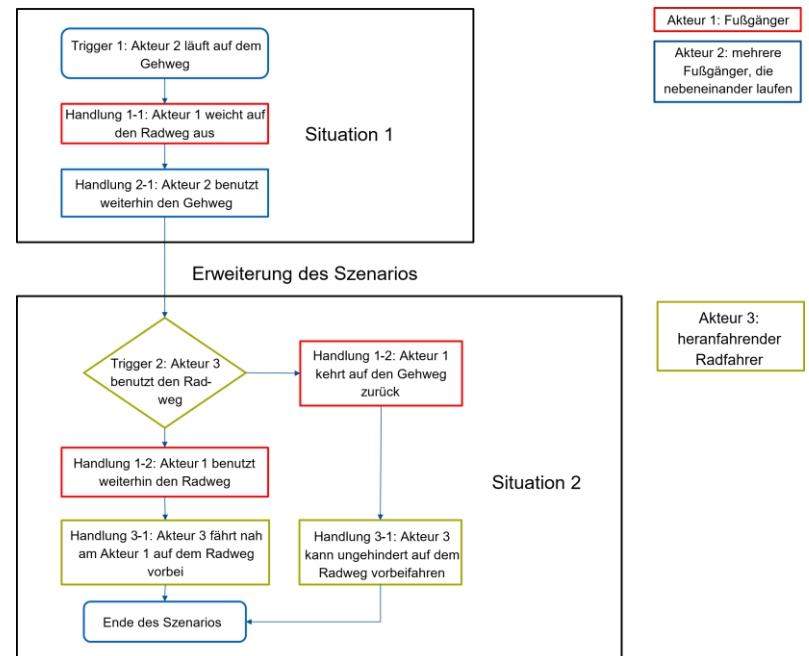 Trigger 1: Akteur 2 läuft auf dem
Gehweg
Handlung 1-1: Akteur 1 weicht auf
den Radweg aus
Handlung 2-1: Akteur 2 benutzt
weiterhin den Gehweg
Situation 1
Akteur 1: Fußgänger
Akteur 2: mehrere
Fußgänger, die
nebeneinander laufen
Erweiterung des Szenarios
Trigger 2: Akteur 3
benutzt den Rad-
weg
Handlung 1-2: Akteur 1
kehrt auf den Gehweg
zurück
Akteur 3:
heranfahrender
Radfahrer
Handlung 1-2: Akteur 1 benutzt
weiterhin den Radweg
Situation 2
Handlung 3-1: Akteur 3 fährt nah
am Akteur 1 auf dem Radweg
vorbei
Handlung 3-1: Akteur 3
kann ungehindert auf dem
Radweg vorbeifahren
Ende des Szenarios